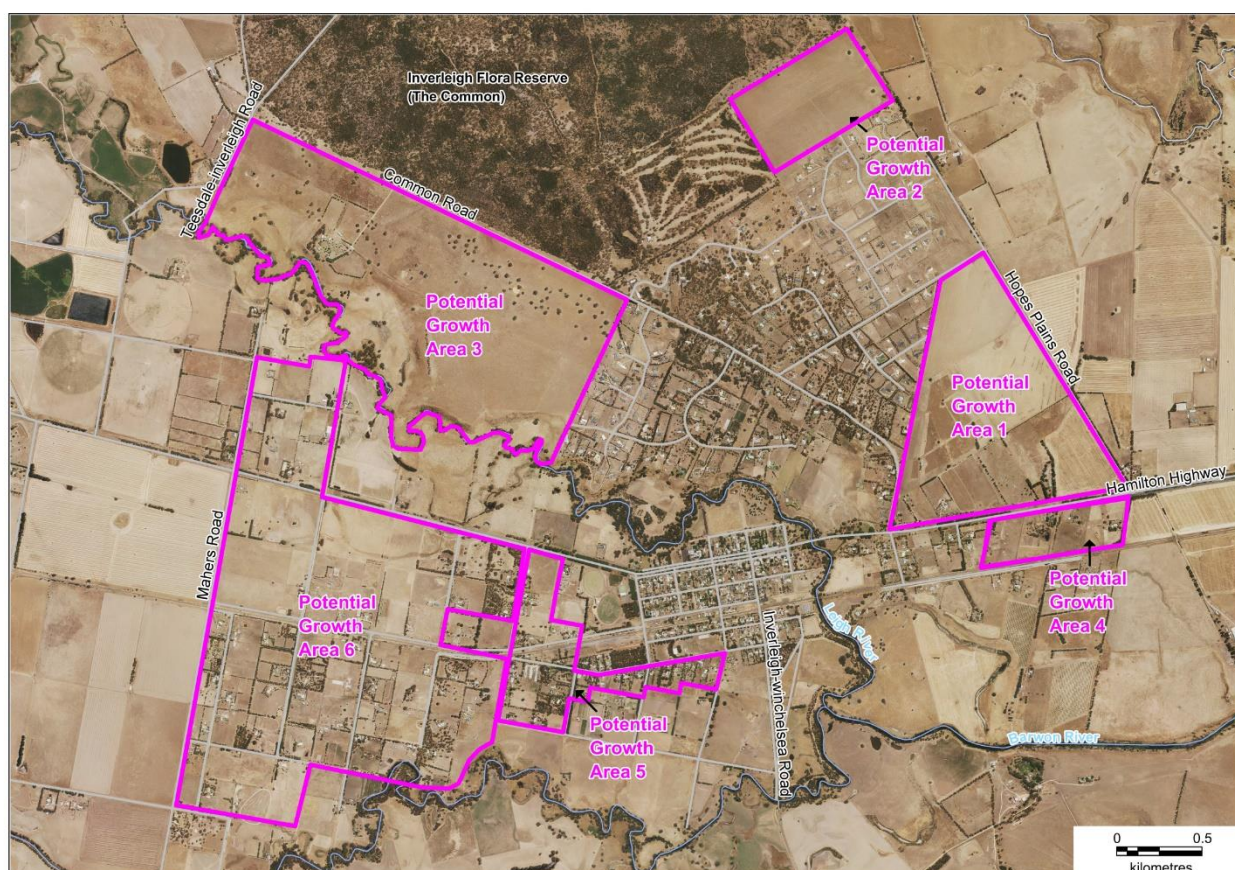 Inverleigh Flora Reserve
(The Common)
Teesdale-inverleigh Road
Common Road
Potential
Growth
Area 2
Potential
Growth
Area 3
Hopes Plains Road
Potential
Growth
Area 1
Hamilton Highway
Mahers Road
Potential
Growth
Area 4
Potential
Growth
Area 6
Leigh River
Inverleigh-winchelsea Road
Potential
Growth
Area 5
Barwon River
0 0.5
kilometres